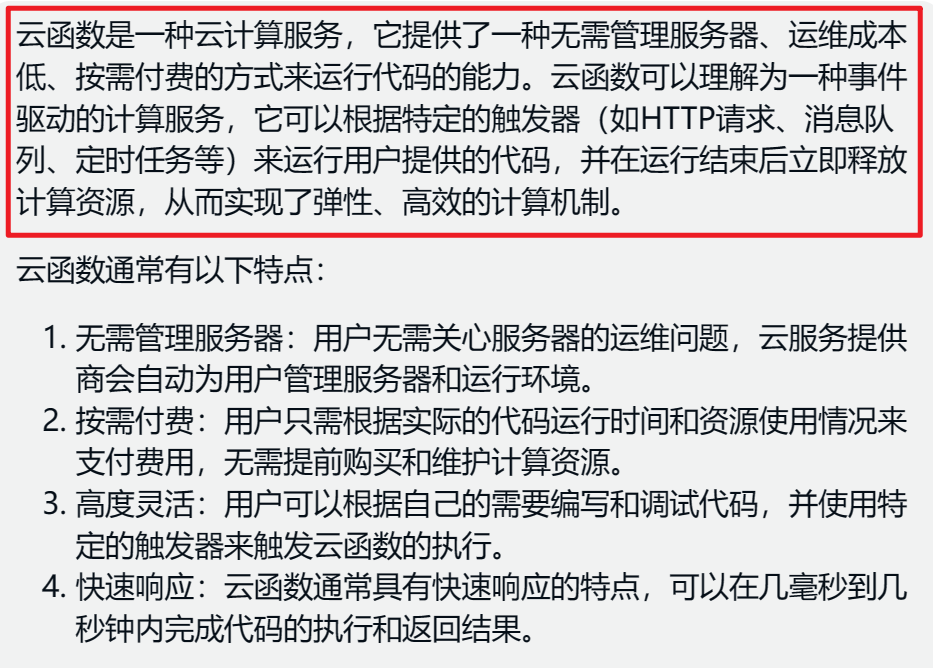 云函数是一种云计算服务，它提供了一种无需管理服务器、运维成本
低、按需付费的方式来运行代码的能力。云函数可以理解为一种事件
驱动的计算服务，它可以根据特定的触发器（如HTTP请求、消息队
列、定时任务等）来运行用户提供的代码，并在运行结束后立即释放
计算资源，从而实现了弹性、高效的计算机制。
云函数通常有以下特点：
1. 无需管理服务器：用户无需关心服务器的运维问题，云服务提供
商会自动为用户管理服务器和运行环境。
2. 按需付费：用户只需根据实际的代码运行时间和资源使用情况来
支付费用，无需提前购买和维护计算资源。
3. 高度灵活：用户可以根据自己的需要编写和调试代码，并使用特
定的触发器来触发云函数的执行。
4. 快速响应：云函数通常具有快速响应的特点，可以在几毫秒到几
秒钟内完成代码的执行和返回结果。